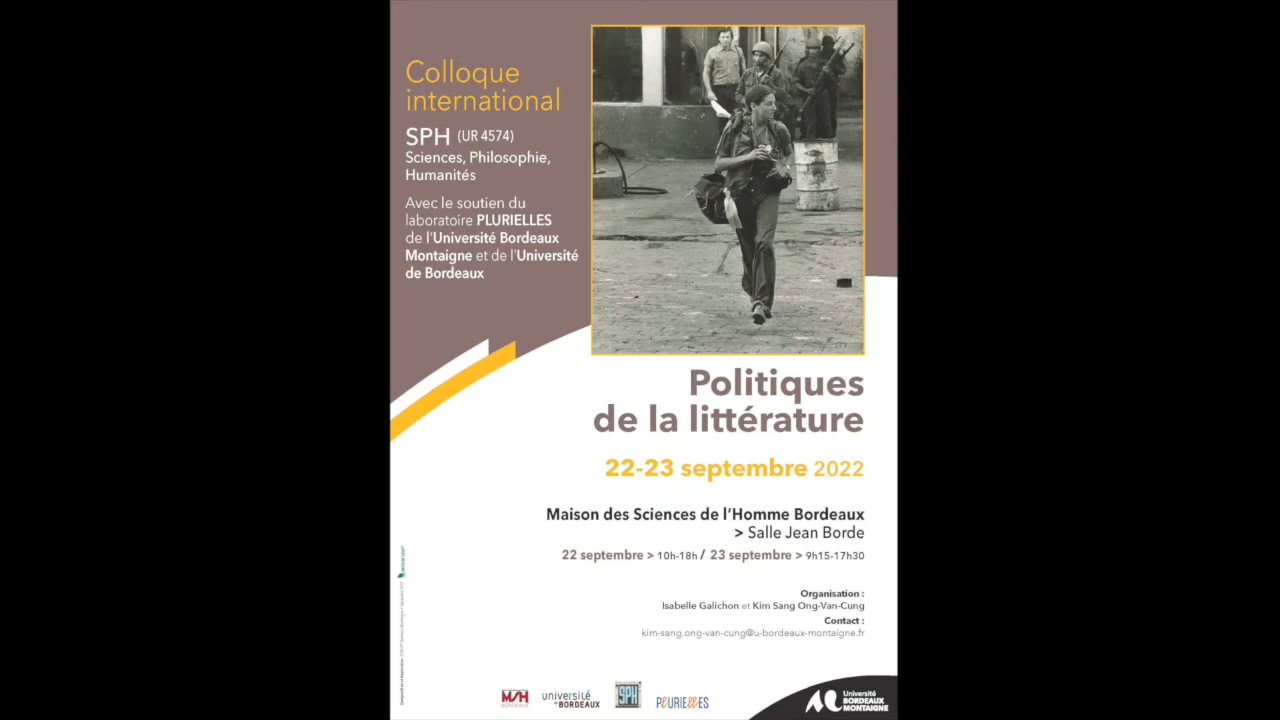 Colloque
international
SPH (UR 4574)
Sciences, Philosophie,
Humanités
Avec le soutien du
laboratoire PLURIELLES
de l'Université Bordeaux
Montaigne et de l'Université
de Bordeaux
Politiques
de la littérature
22-23 septembre 2022
Maison des Sciences de l'Homme Bordeaux
> Salle Jean Borde
22 septembre > 10h-18h / 23 septembre > 9h15-17h30
Organisation :
Isabelle Galichon et Kim Sang Ong-Van-Cung
Contact :
kim-sang.ong-van-cung@u-bordeaux-montaigne.fr
MSH
BORDEAUX
université
de BORDEAUX
SPH
PLURIELLES
Université
BORDEAUX
MONTAIGNE